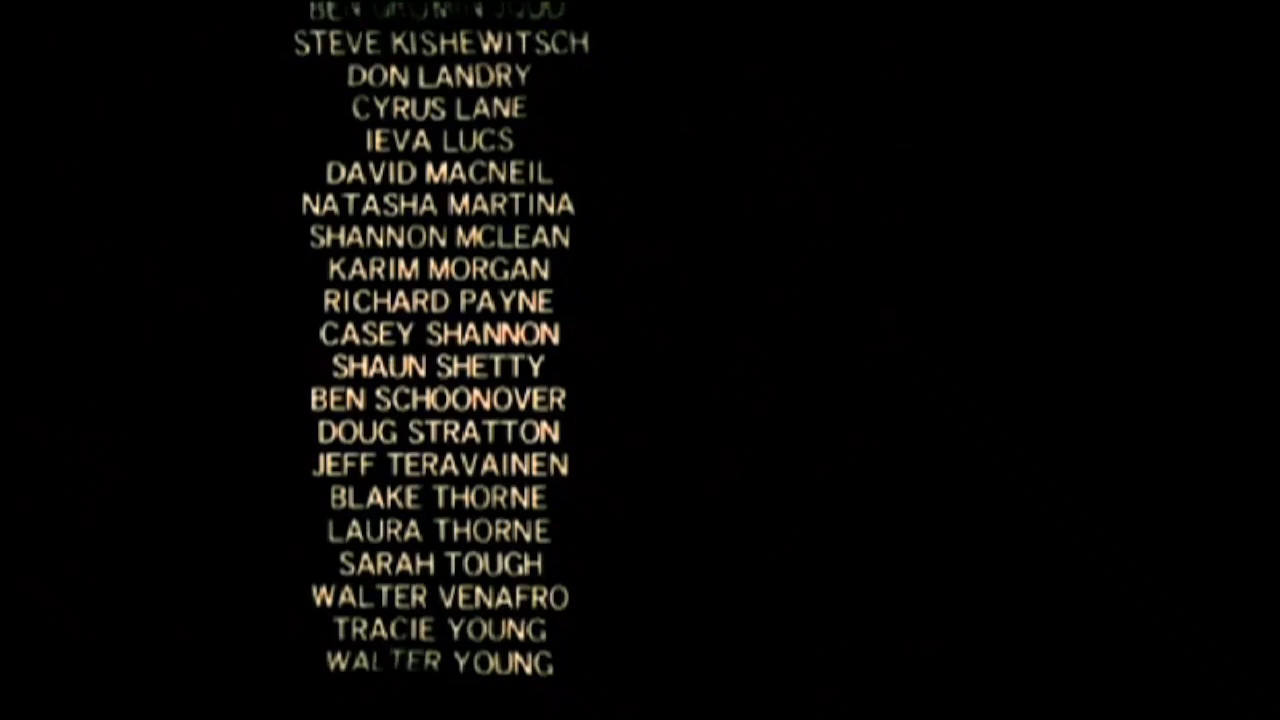 BEN
STEVE KISHEWITSCH
DON LANDRY
CYRUS LANE
IEVA LUCS
DAVID MACNEIL
NATASHA MARTINA
SHANNON MCLEAN
KARIM MORGAN
RICHARD PAYNE
CASEY SHANNON
SHAUN SHETTY
BEN SCHOONOVER
DOUG STRATTON
JEFF TERAVAINEN
BLAKE THORNE
LAURA THORNE
SARAH TOUGH
WALTER VENAFRO
TRACIE YOUNG
WALTER YOUNG